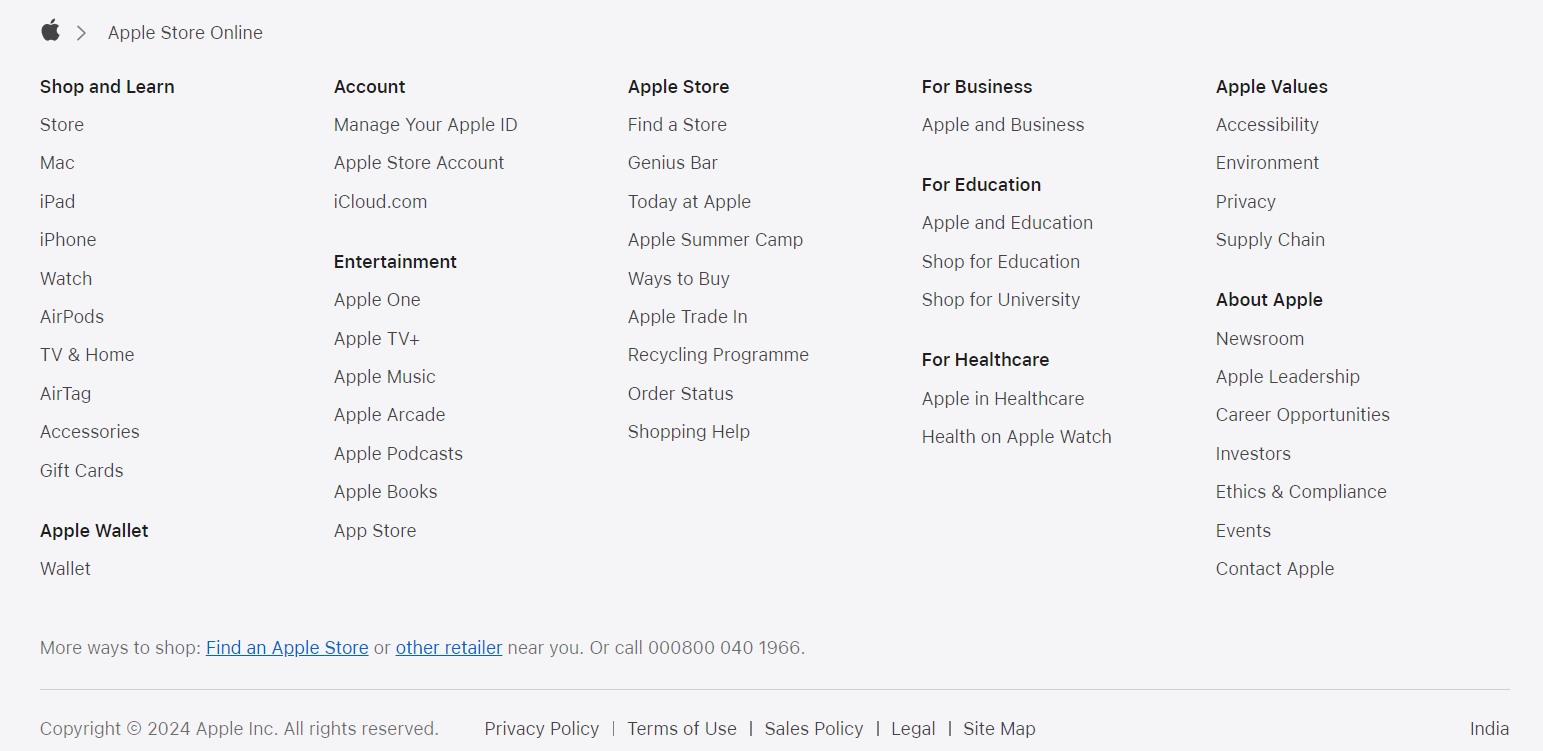 Apple Store Online
Shop and Learn
Store
Mac
iPad
iPhone
Watch
AirPods
TV & Home
AirTag
Accessories
Gift Cards
Apple Wallet
Wallet
Account
Manage Your Apple ID
Apple Store Account
iCloud.com
Entertainment
Apple One
Apple TV+
Apple Music
Apple Arcade
Apple Podcasts
Apple Books
App Store
Apple Store
Find a Store
Genius Bar
Today at Apple
Apple Summer Camp
Ways to Buy
Apple Trade In
Recycling Programme
Order Status
Shopping Help
For Business
Apple and Business
For Education
Apple and Education
Shop for Education
Shop for University
For Healthcare
Apple in Healthcare
Health on Apple Watch
Apple Values
Accessibility
Environment
Privacy
Supply Chain
About Apple
Newsroom
Apple Leadership
Career Opportunities
Investors
Ethics & Compliance
Events
Contact Apple
More ways to shop: Find an Apple Store or other retailer near you. Or call 000800 040 1966.
Copyright © 2024 Apple Inc. All rights reserved. Privacy Policy | Terms of Use | Sales Policy | Legal | Site Map India